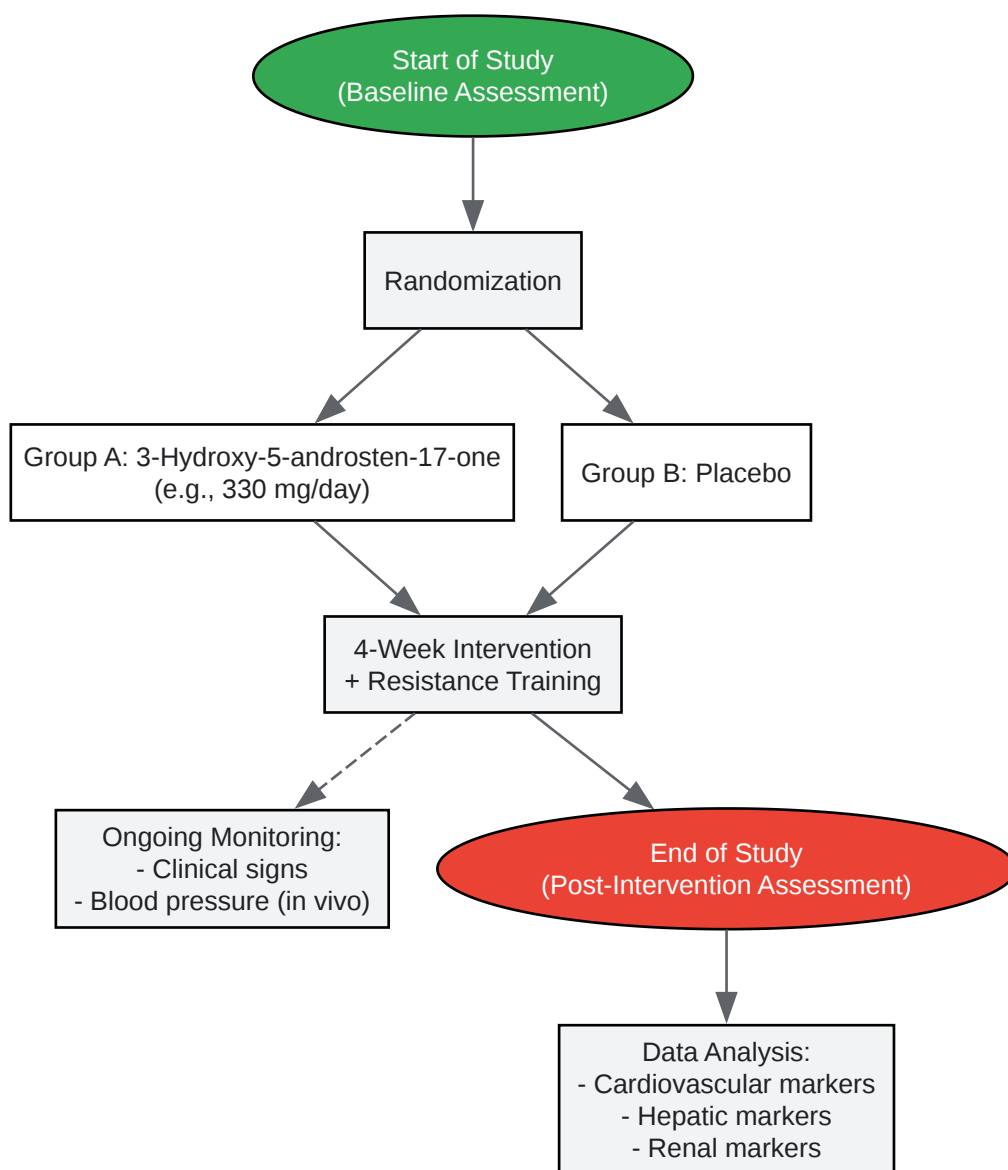 Start of Study
(Baseline Assessment)
Randomization
Group A: 3-Hydroxy-5-androsten-17-one
(e.g., 330 mg/day)
Group B: Placebo
4-Week Intervention
+ Resistance Training
Ongoing Monitoring:
- Clinical signs
- Blood pressure (in vivo)
End of Study
(Post-Intervention Assessment)
Data Analysis:
- Cardiovascular markers
- Hepatic markers
- Renal markers